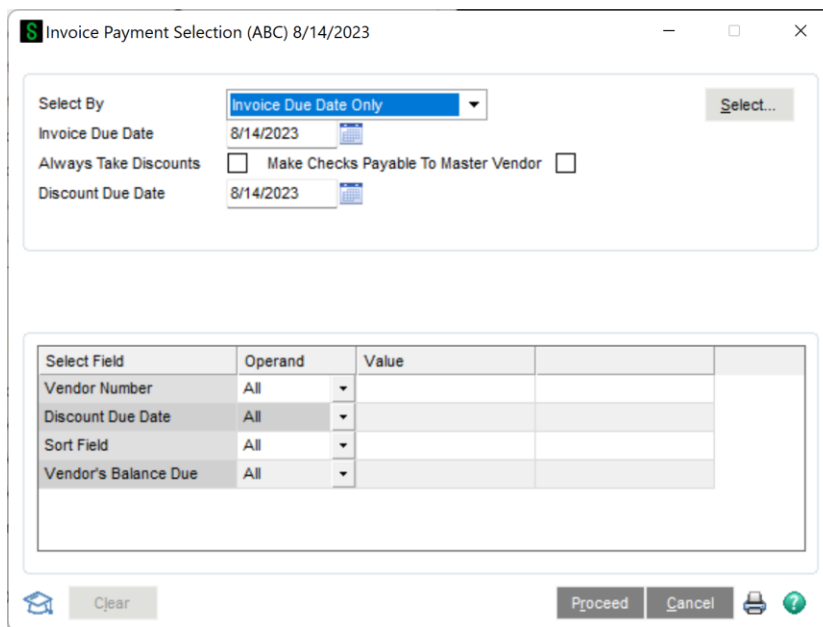 S Invoice Payment Selection (ABC) 8/14/2023
Select By Invoice Due Date Only Select...
Invoice Due Date 8/14/2023
Always Take Discounts Make Checks Payable To Master Vendor
Discount Due Date 8/14/2023
Select Field Operand Value
Vendor Number All
Discount Due Date All
Sort Field All
Vendor's Balance Due All
Clear Proceed Cancel ?